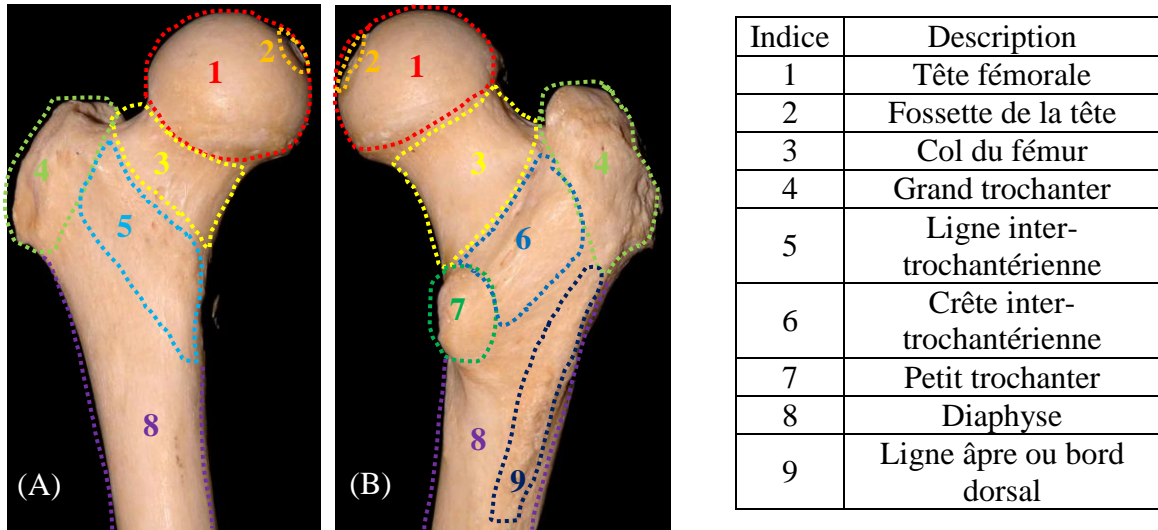 1
2
3
4
5
8
(A)
2
1
3
4
6
7
8
9
(B)
Indice Description
1 Tête fémorale
2 Fossette de la tête
3 Col du fémur
4 Grand trochanter
5 Ligne inter-
trochantérienne
6 Crête inter-
trochantérienne
7 Petit trochanter
8 Diaphyse
9 Ligne âpre ou bord
dorsal